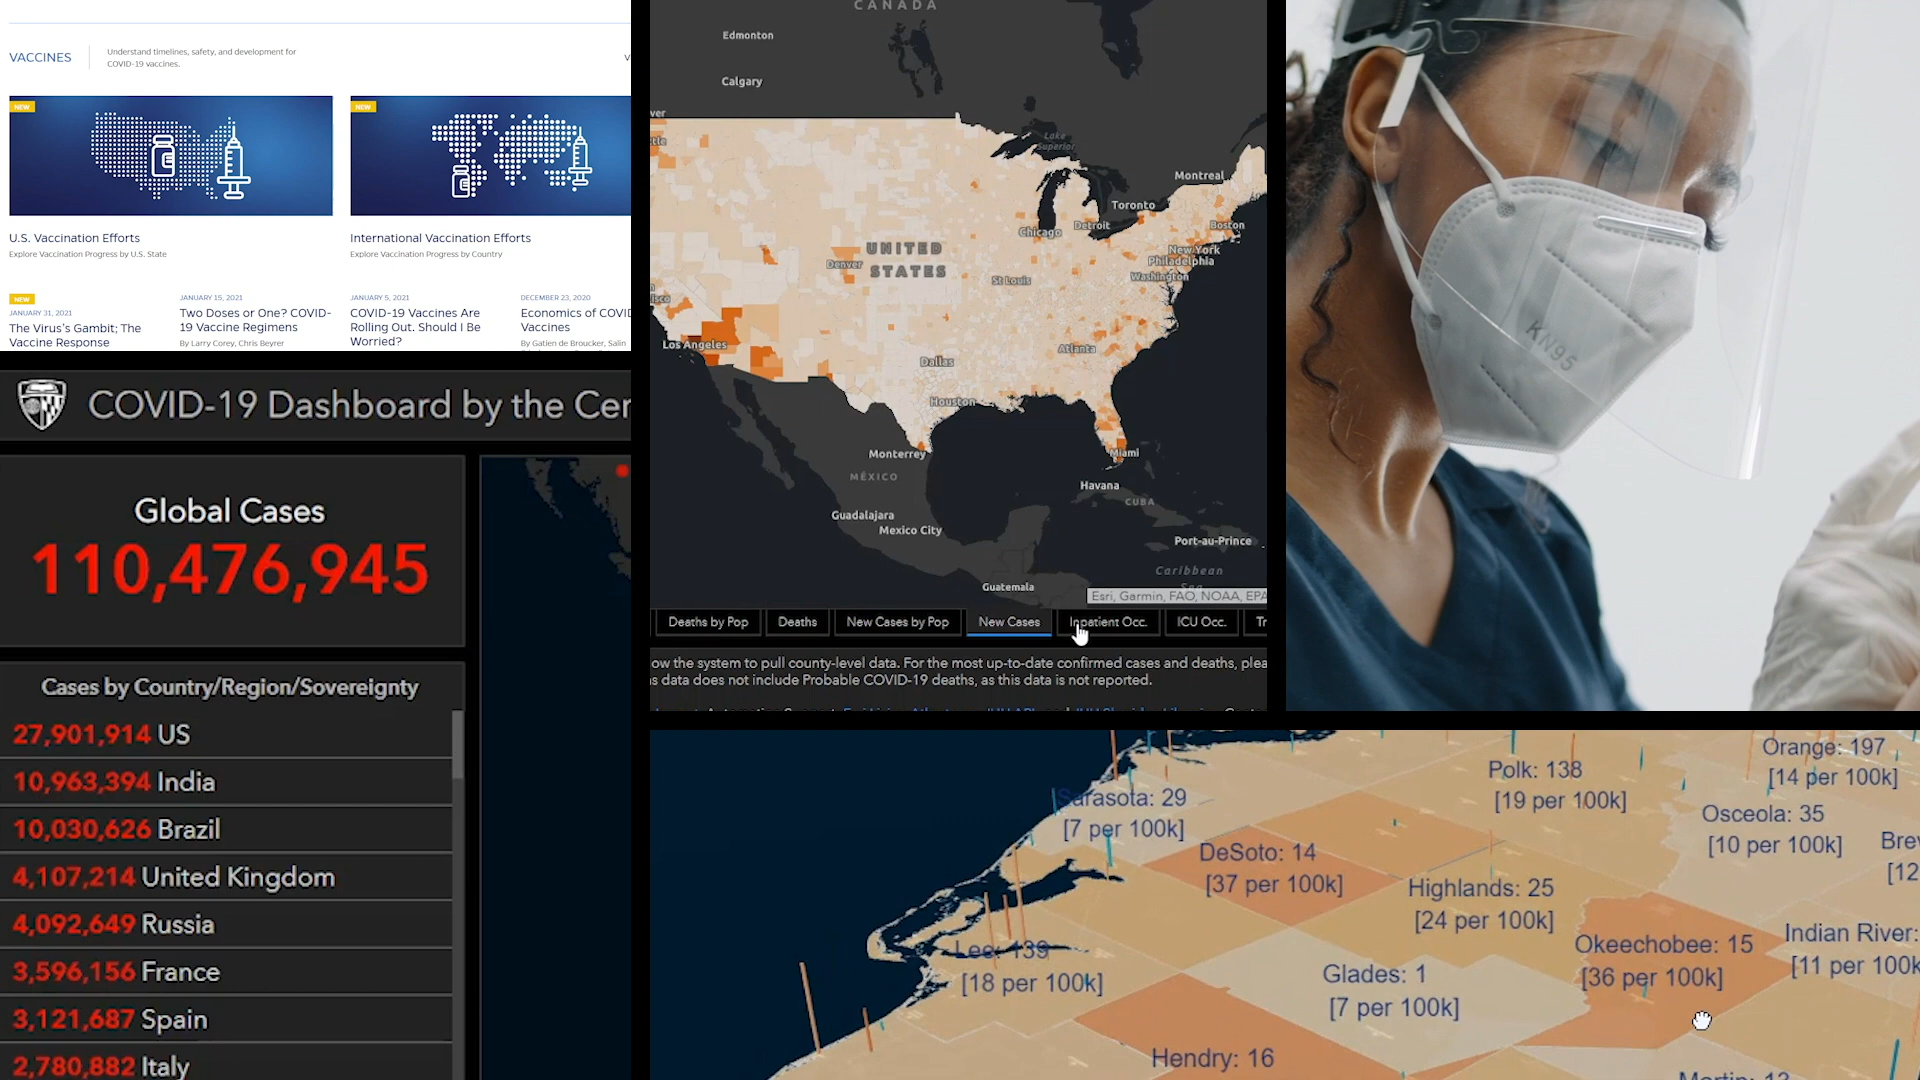 VACCINES
Understand timelines, safety, and development for
COVID-19 vaccines.
NEW
NEW
U.S. Vaccination Efforts
Explore Vaccination Progress by U.S. State
International Vaccination Efforts
Explore Vaccination Progress by Country
NEW
JANUARY 31, 2021
The Virus's Gambit; The
Vaccine Response
JANUARY 15, 2021
Two Doses or One? COVID-
19 Vaccine Regimens
By Larry Corey, Chris Beyrer
JANUARY 5, 2021
COVID-19 Vaccines Are
Rolling Out. Should I Be
Worried?
DECEMBER 23, 2020
Economics of COVID
Vaccines
By Gatien de Broucker, Salin
COVID-19 Dashboard by the Cen
Global Cases
110,476,945
Cases by Country/Region/Sovereignty
27,901,914 US
10,963,394 India
10,030,626 Brazil
4,107,214 United Kingdom
4,092,649 Russia
3,596,156 France
3,121,687 Spain
2,780,882 Italy
CANADA
Edmonton
Calgary
ver
Lake
Superior
Montreal
Toronto
Chicago
Detroit
Boston
New York
Philadelphia
Washington
UNITED
STATES
Denver
St Louis
Los Angeles
Dallas
Atlanta
Houston
Monterrey
Miami
MÉXICO
Havana
CUBA
Guadalajara
Mexico City
Port-au-Prince
Caribbean
Sea
Guatemala
Esri, Garmin, FAO, NOAA, EPA
Deaths by Pop
Deaths
New Cases by Pop
New Cases
Inpatient Occ.
ICU Occ.
Tr
ow the system to pull county-level data. For the most up-to-date confirmed cases and deaths, plea
s data does not include Probable COVID-19 deaths, as this data is not reported.
KN95
Orange: 197
[14 per 100k]
Polk: 138
[19 per 100k]
Sarasota: 29
[7 per 100k]
Osceola: 35
[10 per 100k]
Brev
[12
DeSoto: 14
[37 per 100k]
Highlands: 25
[24 per 100k]
Okeechobee: 15
[36 per 100k]
Indian River:
[11 per 100k
Lee: 139
[18 per 100k]
Glades: 1
[7 per 100k]
Hendry: 16